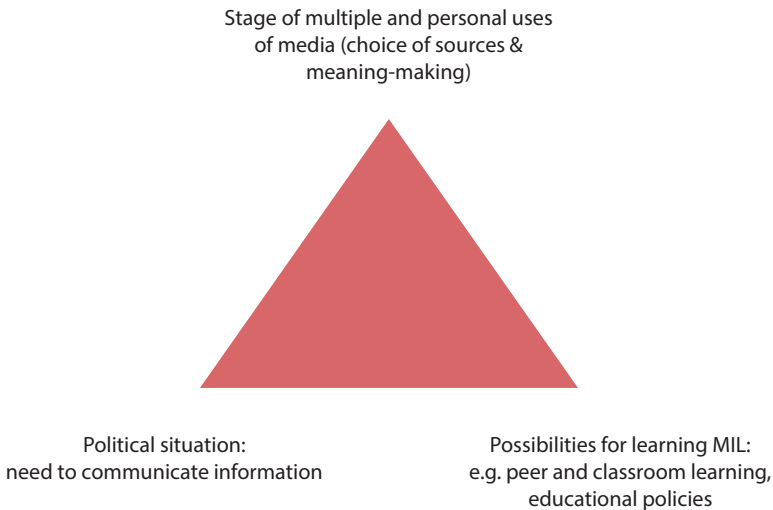 Stage of multiple and personal uses
of media (choice of sources &
meaning-making)
Political situation:
need to communicate information
Possibilities for learning MIL:
e.g. peer and classroom learning,
educational policies